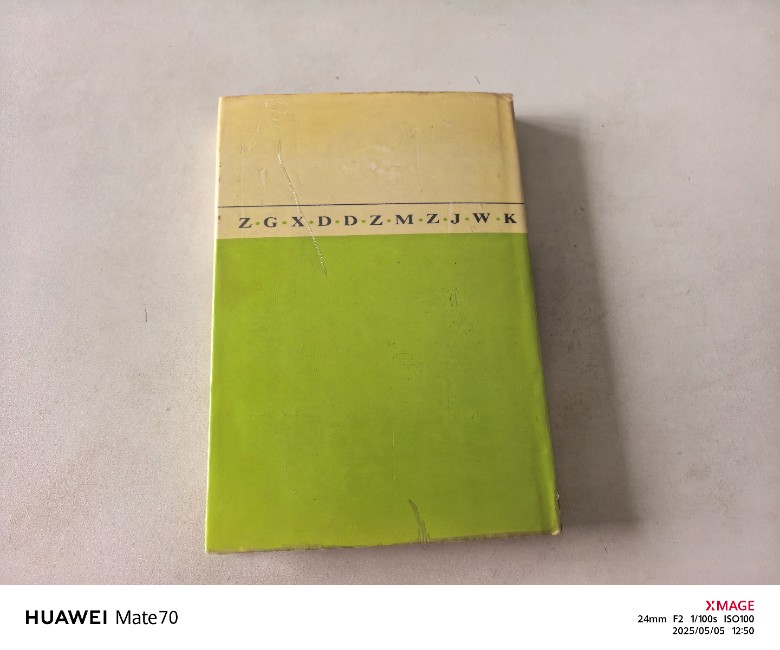 Z·G·X·D·D·Z·M·Z·J·W·K
HUAWEI Mate70
XMAGE
24mm F2 1/100s ISO100
2025/05/05 12:50